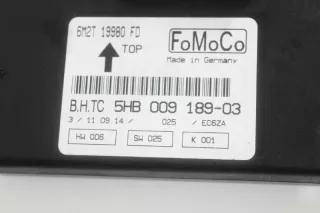 6M2T 19980 FD
TOP
FoMoCo
Made in Germany
B.H.TC 5HB 009 189-03
3 / 11.09.14 / 025 / EC6ZA
HW 006 SW 025 K 001